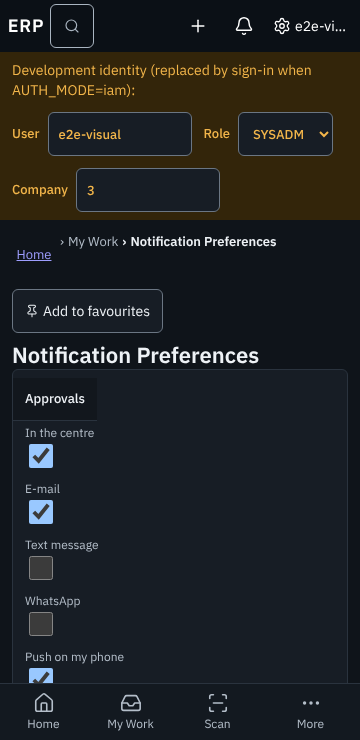 ERP
e2e-vi...
Development identity (replaced by sign-in when
AUTH_MODE=iam):
User e2e-visual Role SYSADM
Company 3
Home › My Work › Notification Preferences
Add to favourites
Notification Preferences
Approvals
In the centre
E-mail
Text message
WhatsApp
Push on my phone
Home My Work Scan More